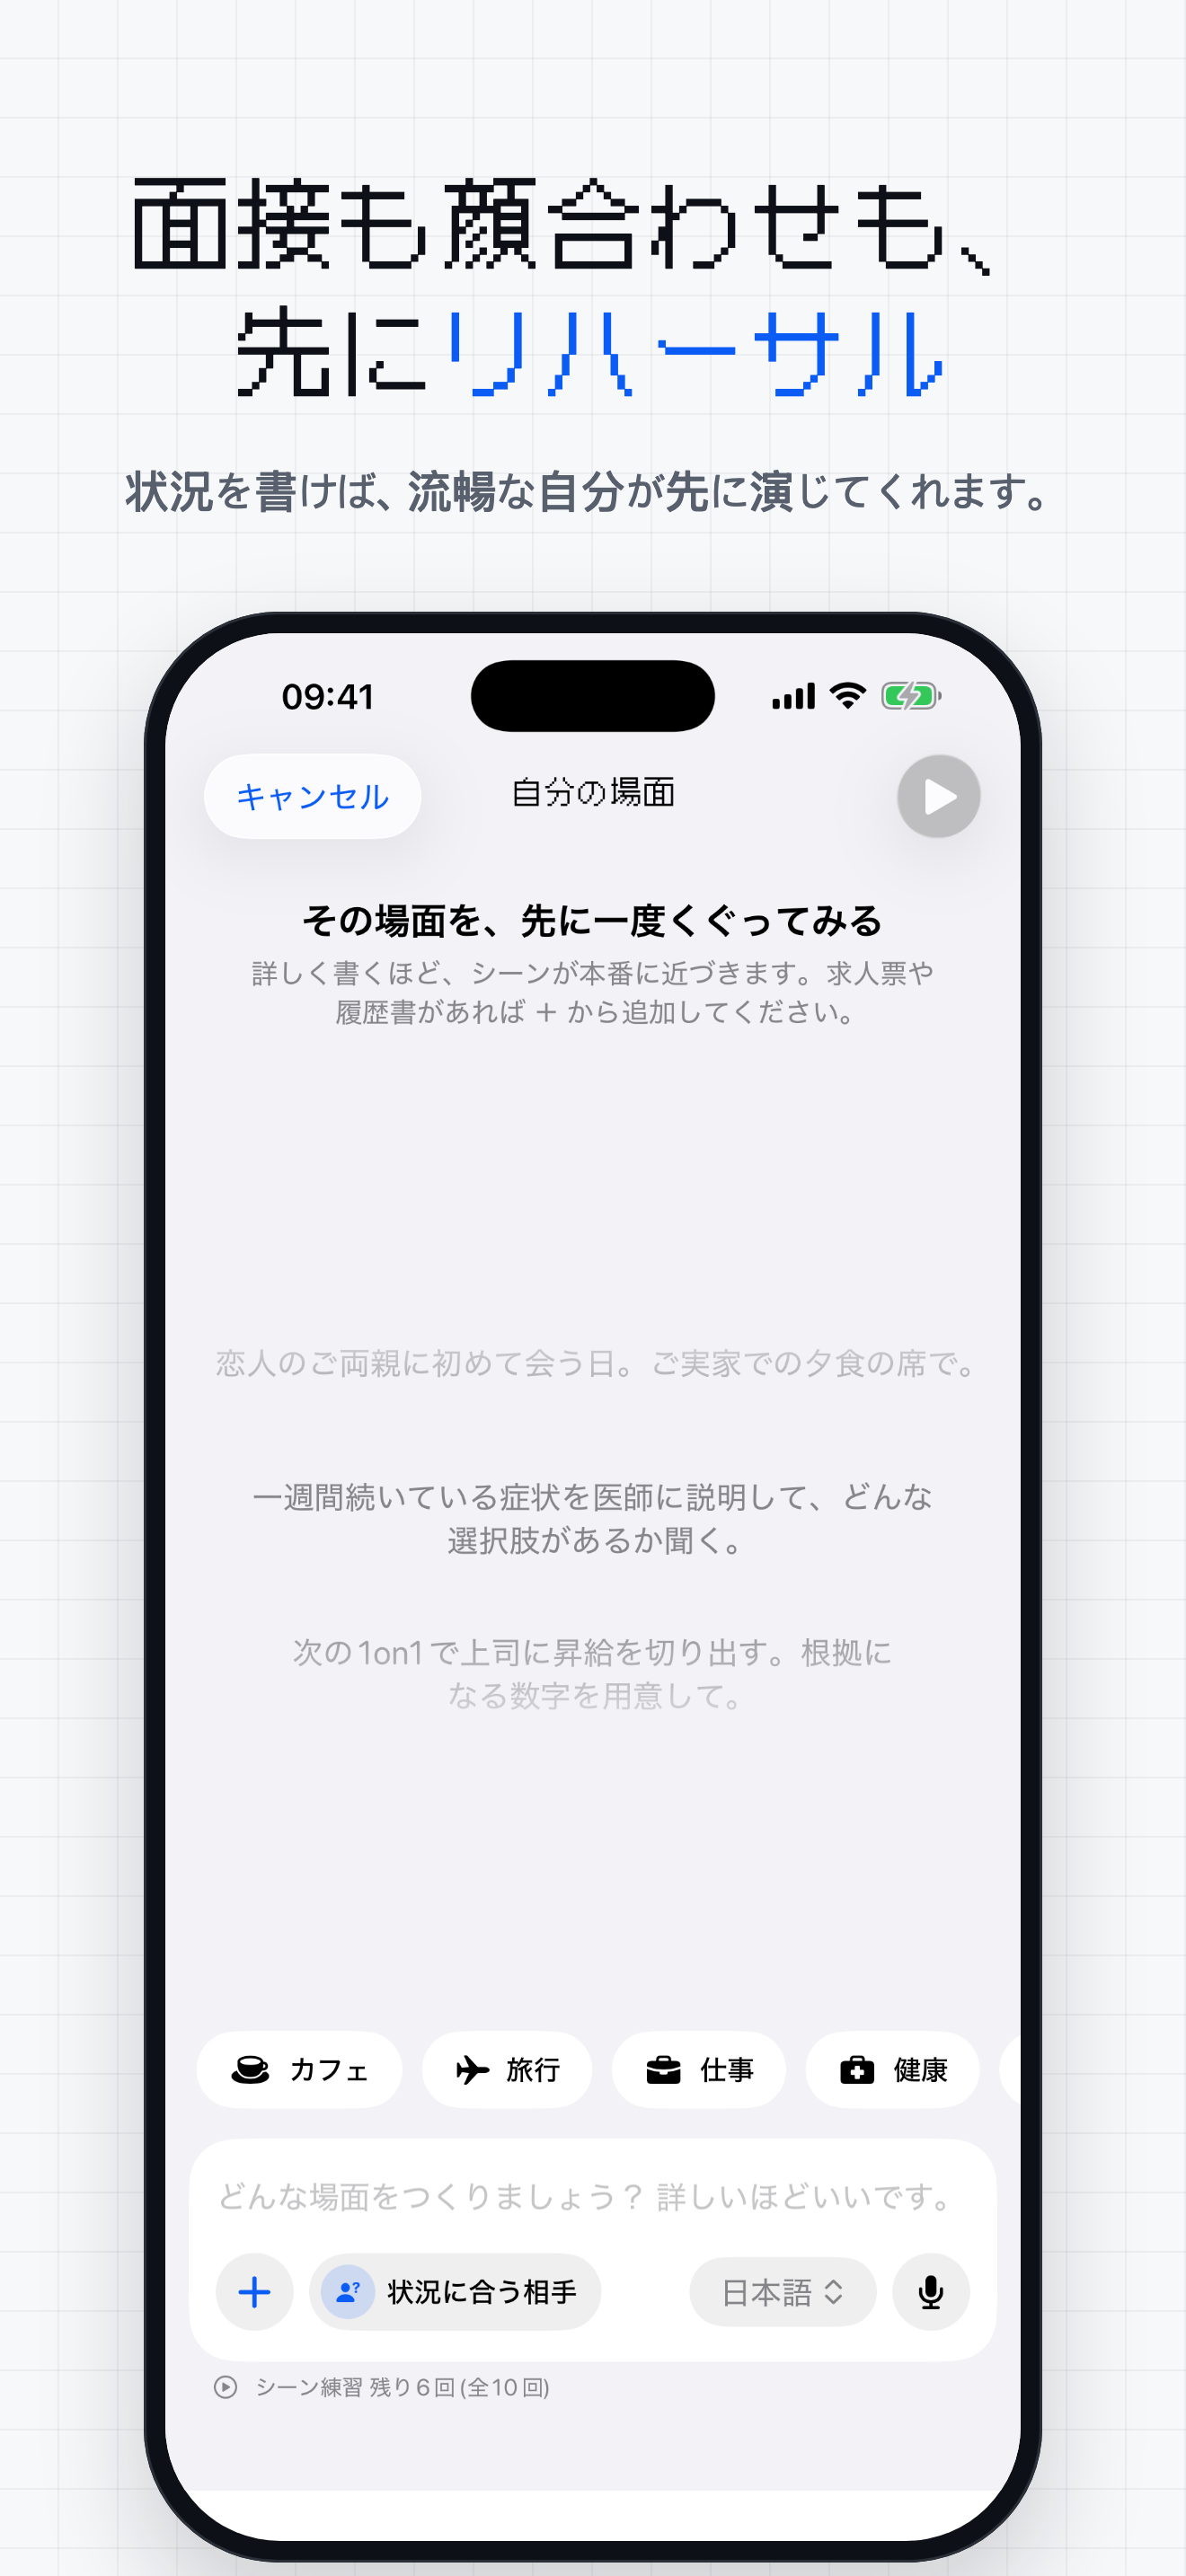 面接も顔合わせも、
先にリハーサル
状況を書けば、流暢な自分が先に演じてくれます。
09:41
キャンセル
自分の場面
その場面を、先に一度くぐってみる
詳しく書くほど、シーンが本番に近づきます。求人票や
履歴書があれば + から追加してください。
恋人のご両親に初めて会う日。ご実家での夕食の席で。
一週間続いている症状を医師に説明して、どんな
選択肢があるか聞く。
次の1on1で上司に昇給を切り出す。根拠に
なる数字を用意して。
カフェ
旅行
仕事
健康
どんな場面をつくりましょう？ 詳しいほどいいです。
状況に合う相手
日本語
シーン練習 残り6回(全10回)